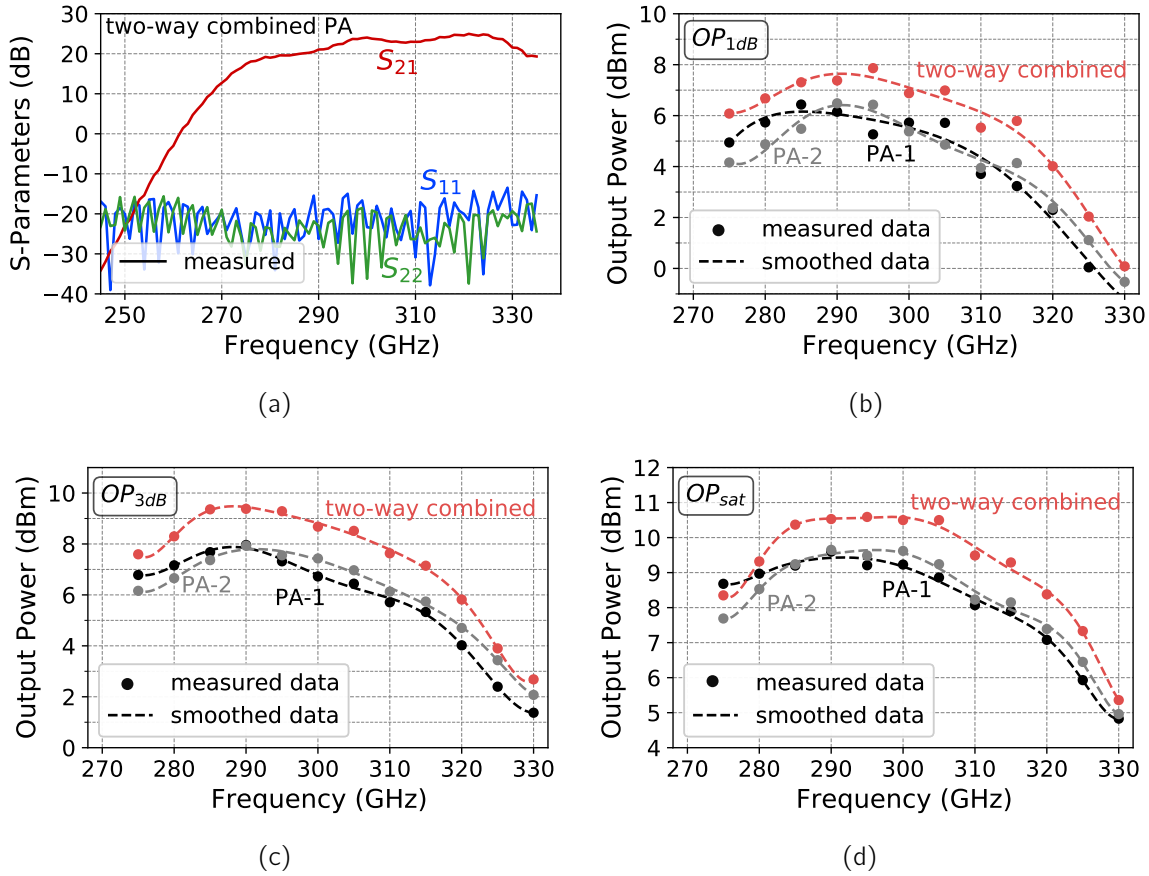 two-way combined PA
S21
S11
S22
measured
S-Parameters (dB)
30
20
10
0
−10
−20
−30
−40
250
270
290
310
330
Frequency (GHz)
(a)
OP1dB
two-way combined
PA-2
PA-1
measured data
smoothed data
Output Power (dBm)
10
8
6
4
2
0
270
280
290
300
310
320
330
Frequency (GHz)
(b)
OP3dB
two-way combined
PA-2
PA-1
measured data
smoothed data
Output Power (dBm)
10
8
6
4
2
0
270
280
290
300
310
320
330
Frequency (GHz)
(c)
OPsat
two-way combined
PA-2
PA-1
measured data
smoothed data
Output Power (dBm)
12
11
10
9
8
7
6
5
4
270
280
290
300
310
320
330
Frequency (GHz)
(d)